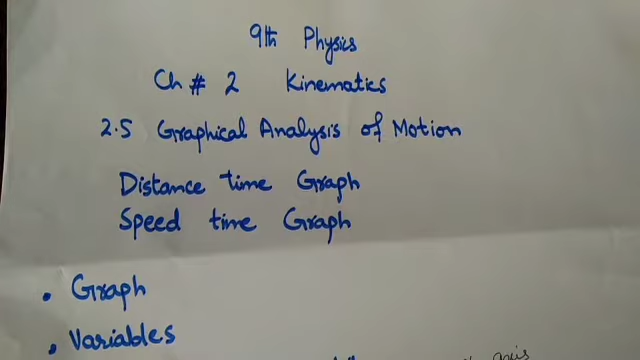 9th Physics
Ch # 2 Kinematics
2.5 Graphical Analysis of Motion
Distance time Graph
Speed time Graph
• Graph
• Variables
axis